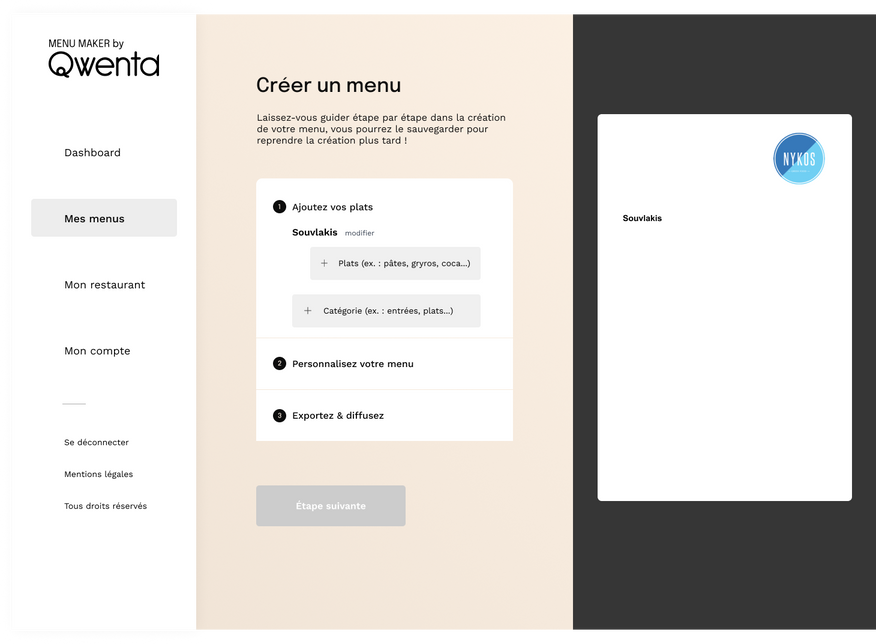 MENU MAKER by
Qwenta
Dashboard
Mes menus
Mon restaurant
Mon compte
Se déconnecter
Mentions légales
Tous droits réservés
Créer un menu
Laissez-vous guider étape par étape dans la création
de votre menu, vous pourrez le sauvegarder pour
reprendre la création plus tard !
1 Ajoutez vos plats
Souvlakis modifier
+ Plats (ex. : pâtes, gryros, coca...)
+ Catégorie (ex. : entrées, plats...)
2 Personnalisez votre menu
3 Exportez & diffusez
Étape suivante
NYKOS
Souvlakis